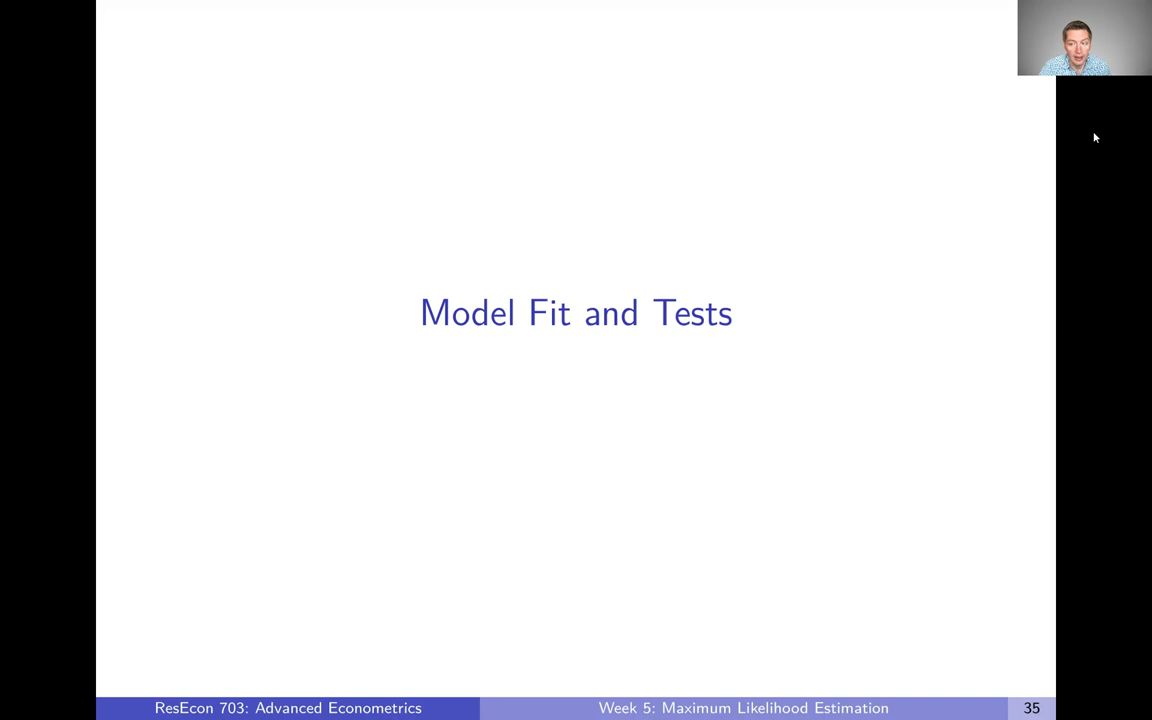 Model Fit and Tests
ResEcon 703: Advanced Econometrics
Week 5: Maximum Likelihood Estimation
35